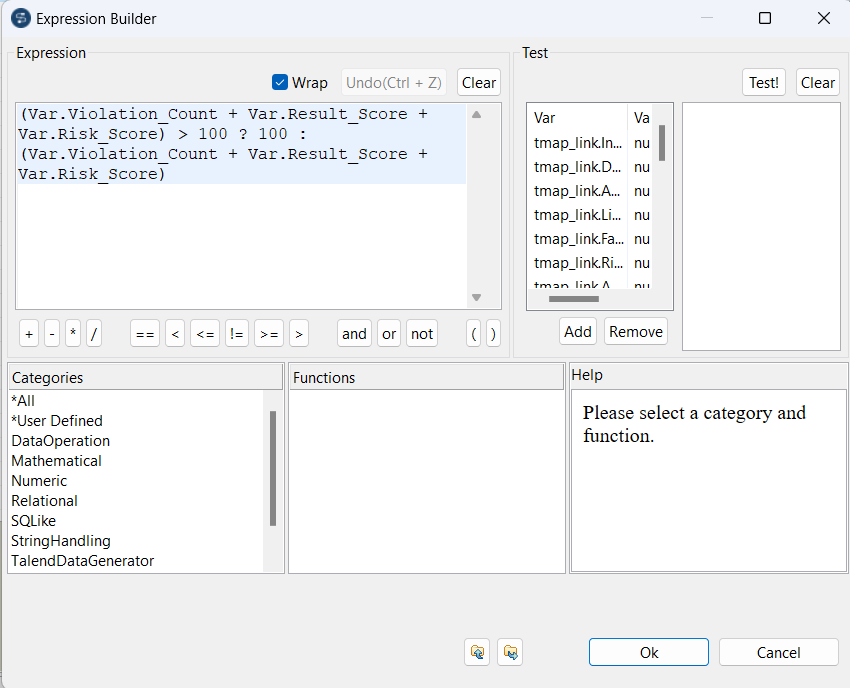 Expression Builder
Expression
Wrap
Undo(Ctrl + Z)
Clear
(Var.Violation_Count + Var.Result_Score +
Var.Risk_Score) > 100 ? 100 :
(Var.Violation_Count + Var.Result_Score +
Var.Risk_Score)
+ - * / == < <= != >= > and or not ( )
Test
Test! Clear
Var Va
tmap_link.In... nu
tmap_link.D... nu
tmap_link.A... nu
tmap_link.Li... nu
tmap_link.Fa... nu
tmap_link.Ri... nu
tmap_link.A nu
Add Remove
Categories
*All
*User Defined
DataOperation
Mathematical
Numeric
Relational
SQLike
StringHandling
TalendDataGenerator
Functions
Help
Please select a category and
function.
Ok Cancel